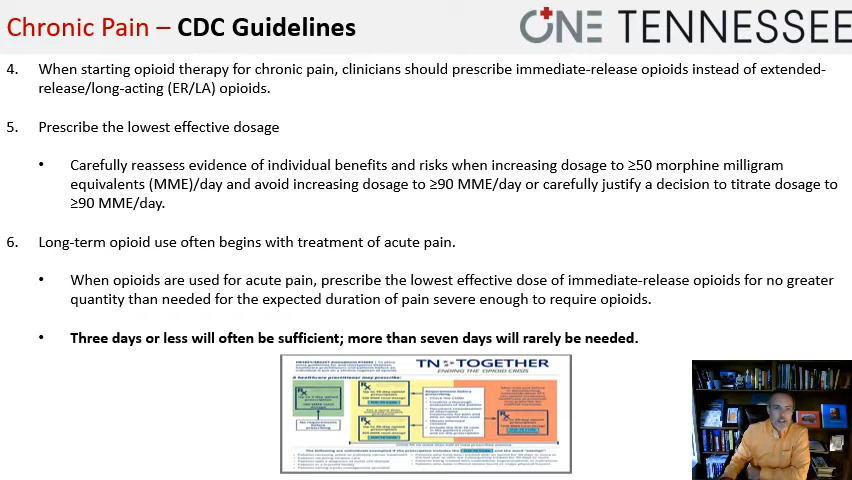 Chronic Pain – CDC Guidelines
ONE TENNESSEE
4. When starting opioid therapy for chronic pain, clinicians should prescribe immediate-release opioids instead of extended-
release/long-acting (ER/LA) opioids.
5. Prescribe the lowest effective dosage
• Carefully reassess evidence of individual benefits and risks when increasing dosage to ≥50 morphine milligram
equivalents (MME)/day and avoid increasing dosage to ≥90 MME/day or carefully justify a decision to titrate dosage to
≥90 MME/day.
6. Long-term opioid use often begins with treatment of acute pain.
• When opioids are used for acute pain, prescribe the lowest effective dose of immediate-release opioids for no greater
quantity than needed for the expected duration of pain severe enough to require opioids.
• Three days or less will often be sufficient; more than seven days will rarely be needed.
TN TOGETHER
ENDING THE OPIOID CRISIS
A healthcare practitioner may prescribe: